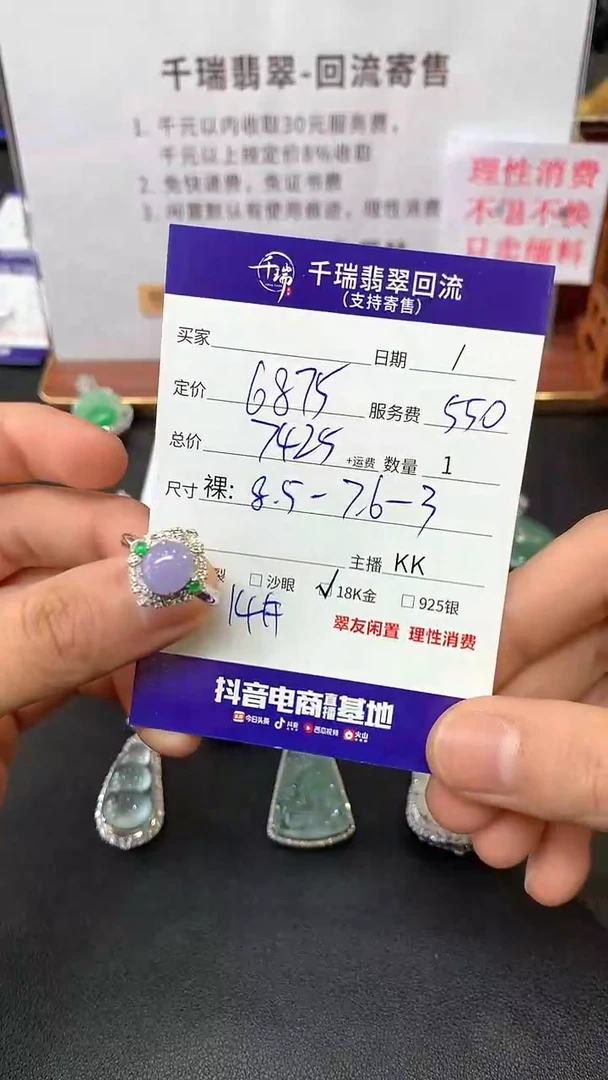 千瑞翡翠-回流寄售
1. 千元以内收取30元服务费,
千元以上按定价8%收取
2. 免快递费,免证书费
3. 闲置默认有使用痕迹,理性消费
理性消费
不退不换
千瑞
千瑞翡翠回流
(支持寄售)
买家 日期 /
定价 6875 服务费 550
总价 7425 +运费 数量 1
尺寸 裸: 8.5-7.6-3
裂 主播 KK
□沙眼 ✓18K金 □925银
14#
翠友闲置 理性消费
抖音电商直播基地
今日头条 抖音 西瓜视频 火山